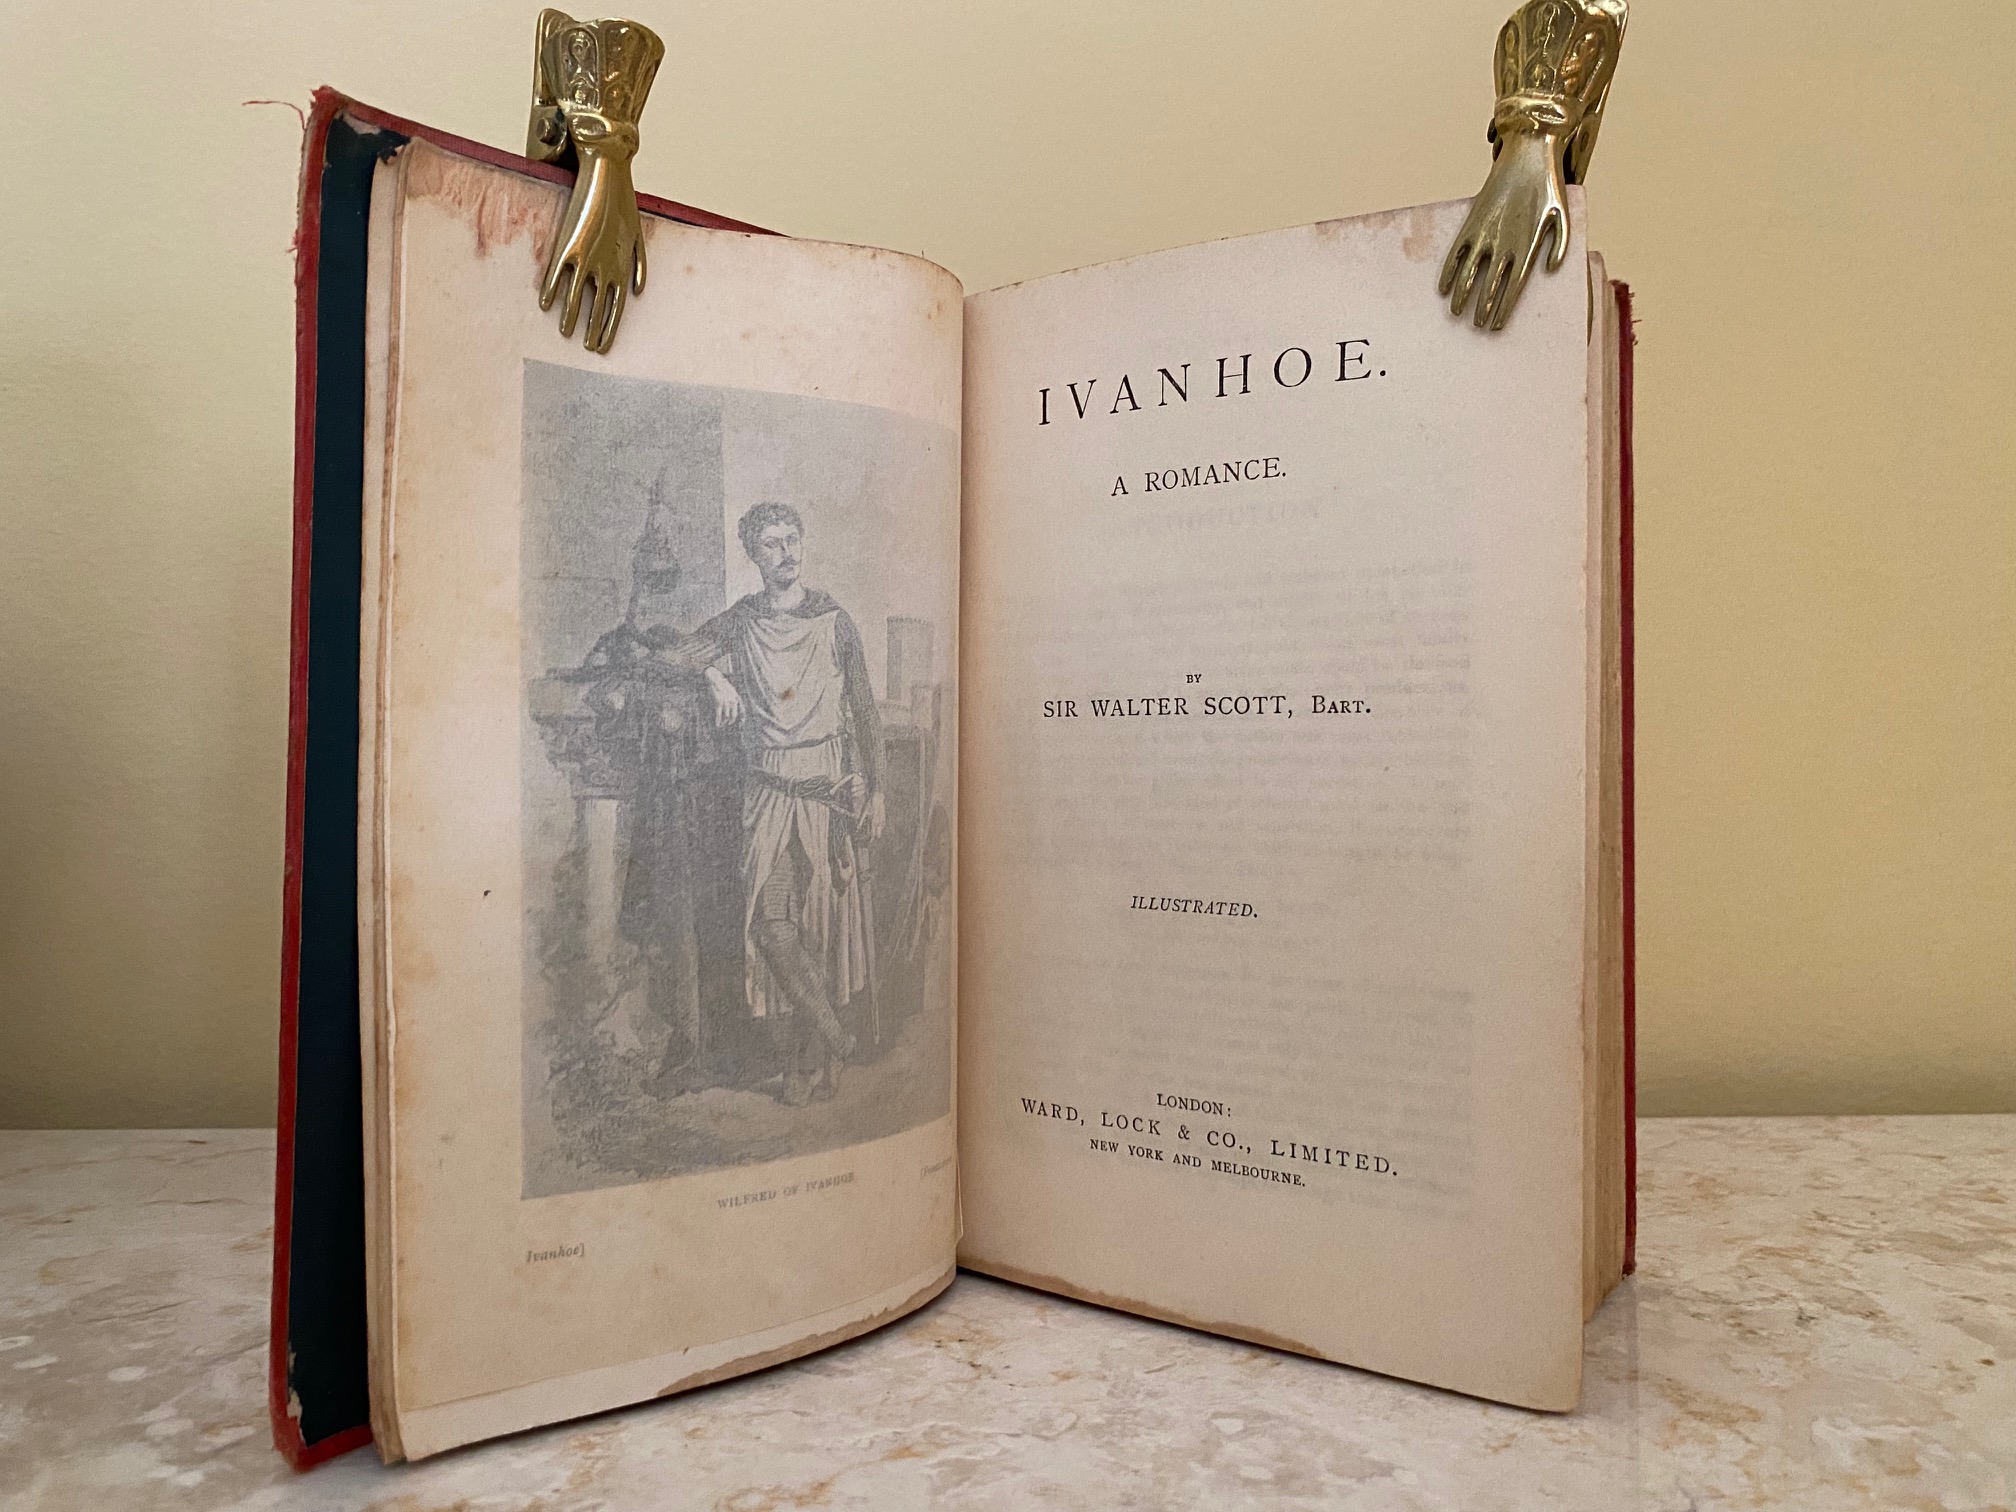 WILFRED OF IVANHOE
Ivanhoe]
IVANHOE.
A ROMANCE.
BY
SIR WALTER SCOTT, BART.
ILLUSTRATED.
LONDON:
WARD, LOCK & CO., LIMITED.
NEW YORK AND MELBOURNE.